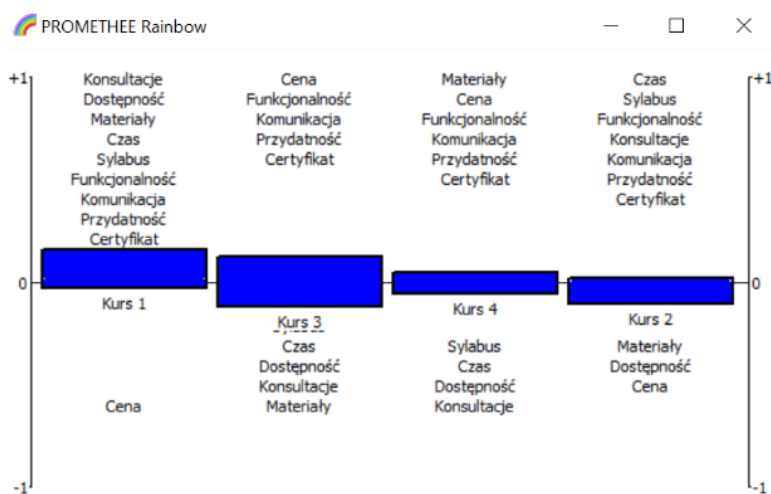 PROMETHEE Rainbow
+1
Konsultacje
Dostępność
Materiały
Czas
Sylabus
Funkcjonalność
Komunikacja
Przydatność
Certyfikat
Cena
Funkcjonalność
Komunikacja
Przydatność
Certyfikat
Materiały
Cena
Funkcjonalność
Komunikacja
Przydatność
Certyfikat
Czas
Sylabus
Funkcjonalność
Konsultacje
Komunikacja
Przydatność
Certyfikat
+1
0
0
Kurs 1
Kurs 3
Kurs 4
Kurs 2
Cena
Czas
Dostępność
Konsultacje
Materiały
Sylabus
Czas
Dostępność
Konsultacje
Materiały
Dostępność
Cena
-1
-1